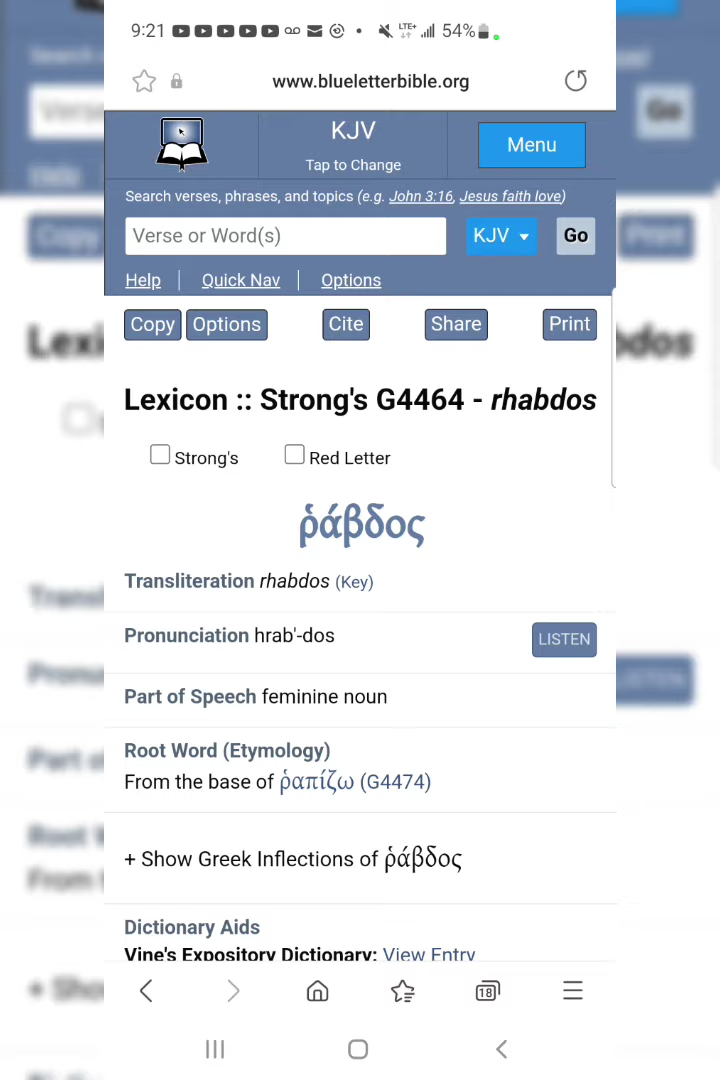 9:21 LTE+ 54%
www.blueletterbible.org
KJV
Tap to Change
Menu
Search verses, phrases, and topics (e.g. John 3:16, Jesus faith love)
Verse or Word(s) KJV Go
Help Quick Nav Options
Copy Options Cite Share Print
Lexicon :: Strong's G4464 - rhabdos
Strong's Red Letter
ῥάβδος
Transliteration rhabdos (Key)
Pronunciation hrab'-dos LISTEN
Part of Speech feminine noun
Root Word (Etymology)
From the base of ῥαπίζω (G4474)
+ Show Greek Inflections of ῥάβδος
Dictionary Aids
Vine's Expository Dictionary: View Entry
18